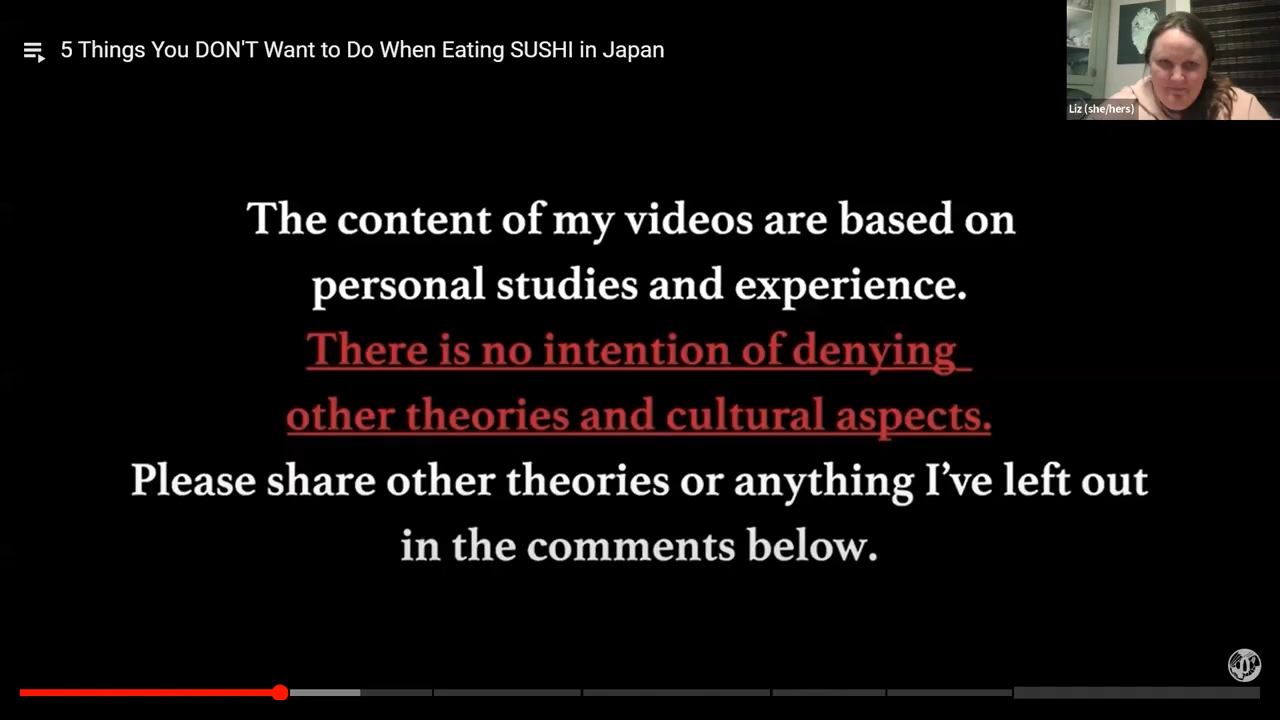 5 Things You DON'T Want to Do When Eating SUSHI in Japan
Liz (she/hers)
The content of my videos are based on
personal studies and experience.
There is no intention of denying
other theories and cultural aspects.
Please share other theories or anything I've left out
in the comments below.